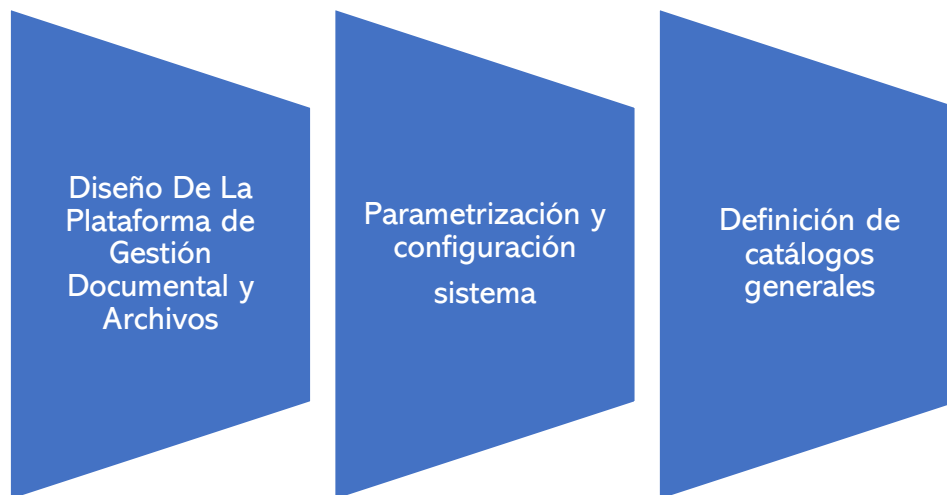 Diseño De La
Plataforma de
Gestión
Documental y
Archivos
Parametrización y
configuración
sistema
Definición de
catálogos
generales